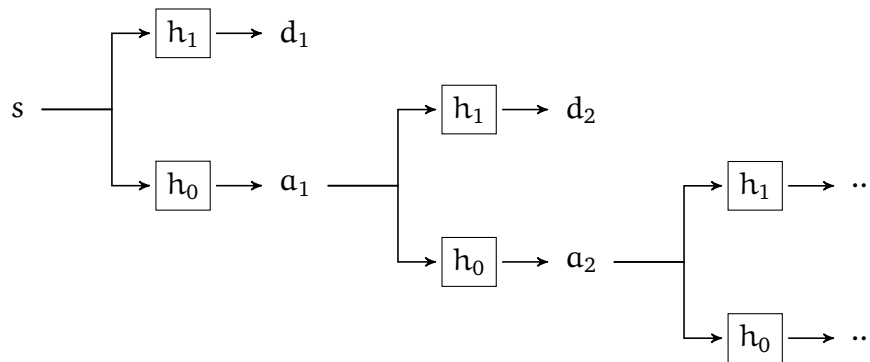 h₁ d₁
s h₁ d₂
h₀ a₁ h₁ ..
h₀ a₂
h₀ ..